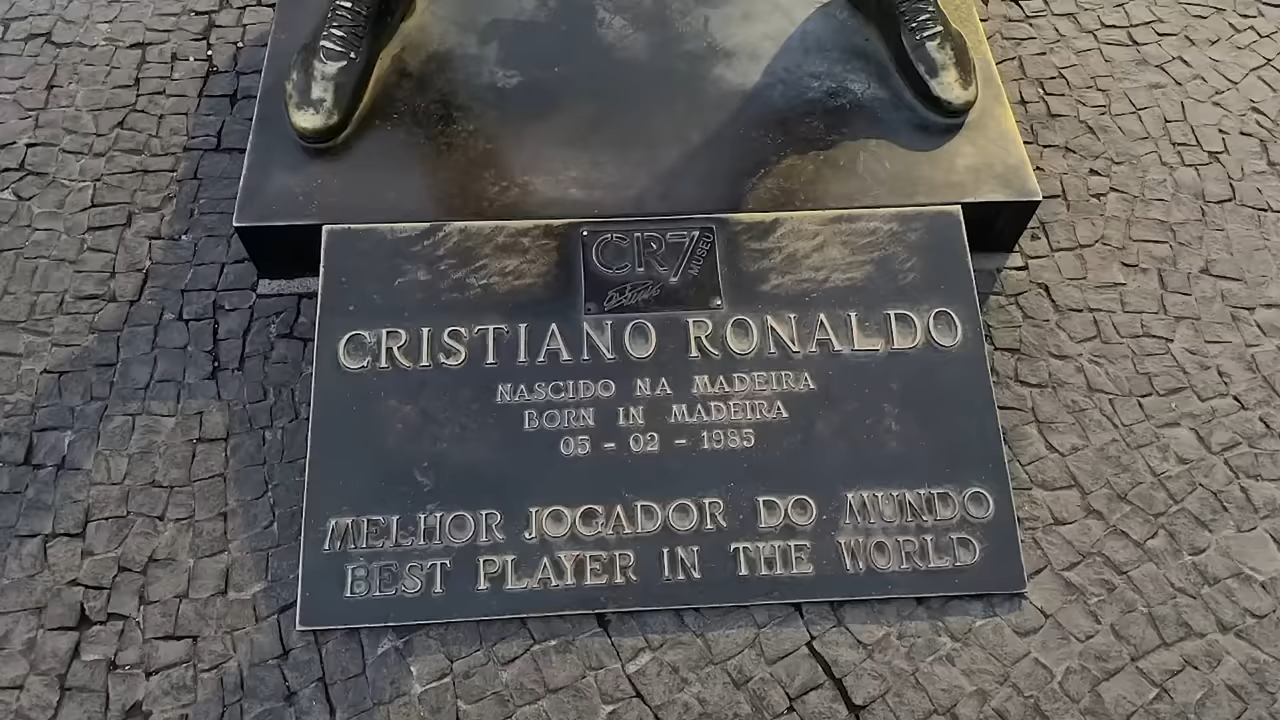 CR7
MUSEU
CRISTIANO RONALDO
NASCIDO NA MADEIRA
BORN IN MADEIRA
05 - 02 - 1985
MELHOR JOGADOR DO MUNDO
BEST PLAYER IN THE WORLD